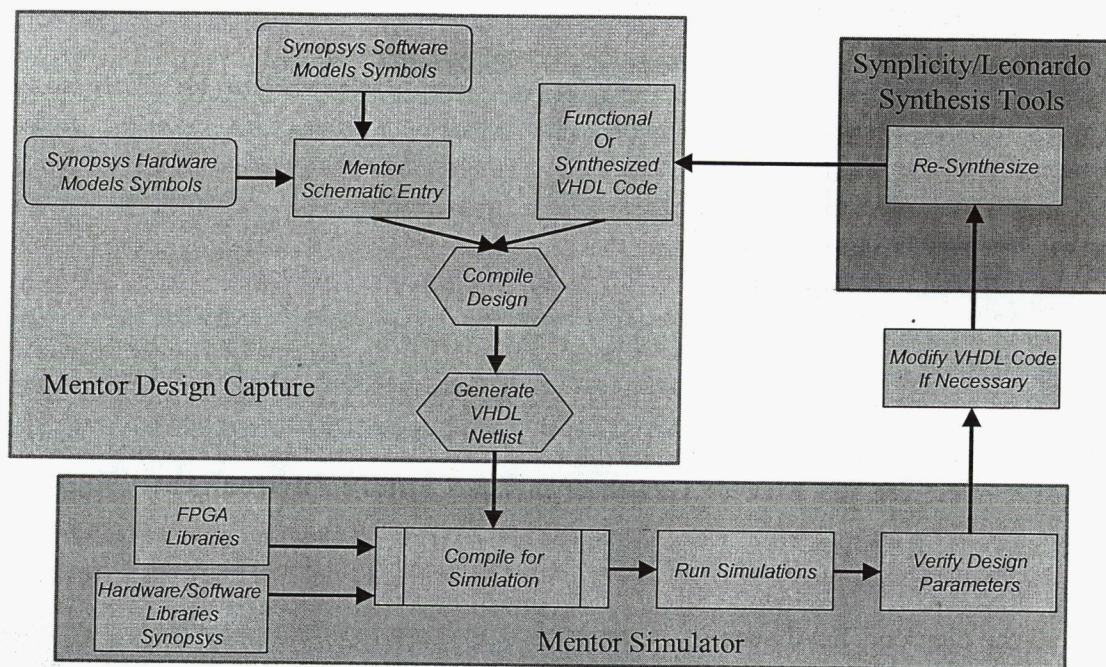 Synopsys Software
Models Symbols
Synopsys Hardware
Models Symbols
Mentor
Schematic Entry
Functional
Or
Synthesized
VHDL Code
Compile
Design
Generate
VHDL
Netlist
Mentor Design Capture
Synplicity/Leonardo
Synthesis Tools
Re-Synthesize
Modify VHDL Code
If Necessary
FPGA
Libraries
Hardware/Software
Libraries
Synopsys
Compile for
Simulation
Run Simulations
Verify Design
Parameters
Mentor Simulator